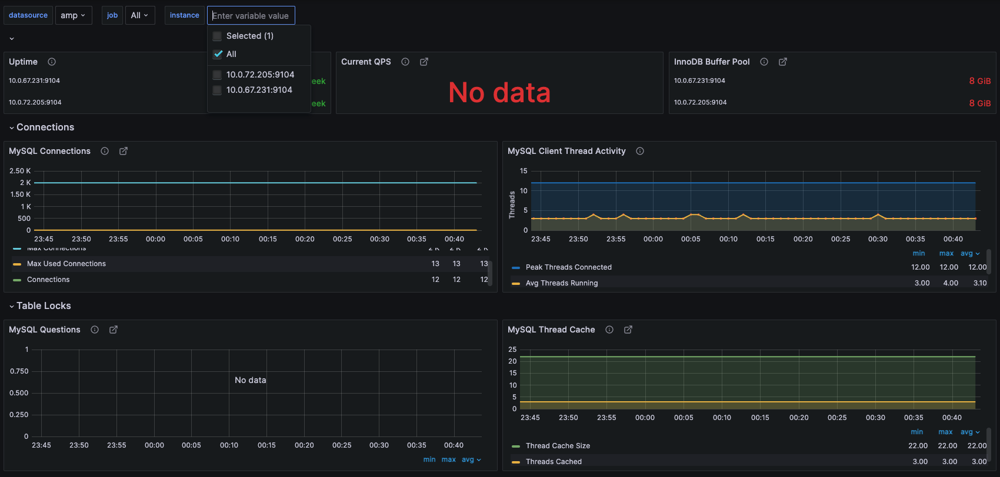 datasource amp job All instance Enter variable value
Selected (1)
All
10.0.72.205:9104
10.0.67.231:9104
Uptime
10.0.67.231:9104 eek
10.0.72.205:9104 eek
Current QPS
No data
InnoDB Buffer Pool
10.0.67.231:9104 8 GiB
10.0.72.205:9104 8 GiB
Connections
MySQL Connections
2.50 K
2 K
1.50 K
1 K
500
0
23:45 23:50 23:55 00:00 00:05 00:10 00:15 00:20 00:25 00:30 00:35 00:40
Max Connections 2 K 2 K 2 K
Max Used Connections 13 13 13
Connections 12 12 12
MySQL Client Thread Activity
Threads
15
10
5
0
23:45 23:50 23:55 00:00 00:05 00:10 00:15 00:20 00:25 00:30 00:35 00:40
min max avg
Peak Threads Connected 12.00 12.00 12.00
Avg Threads Running 3.00 4.00 3.10
Table Locks
MySQL Questions
1
0.750
0.500
0.250
0
No data
23:45 23:50 23:55 00:00 00:05 00:10 00:15 00:20 00:25 00:30 00:35 00:40
min max avg
MySQL Thread Cache
25
20
15
10
5
0
23:45 23:50 23:55 00:00 00:05 00:10 00:15 00:20 00:25 00:30 00:35 00:40
min max avg
Thread Cache Size 22.00 22.00 22.00
Threads Cached 3.00 3.00 3.00